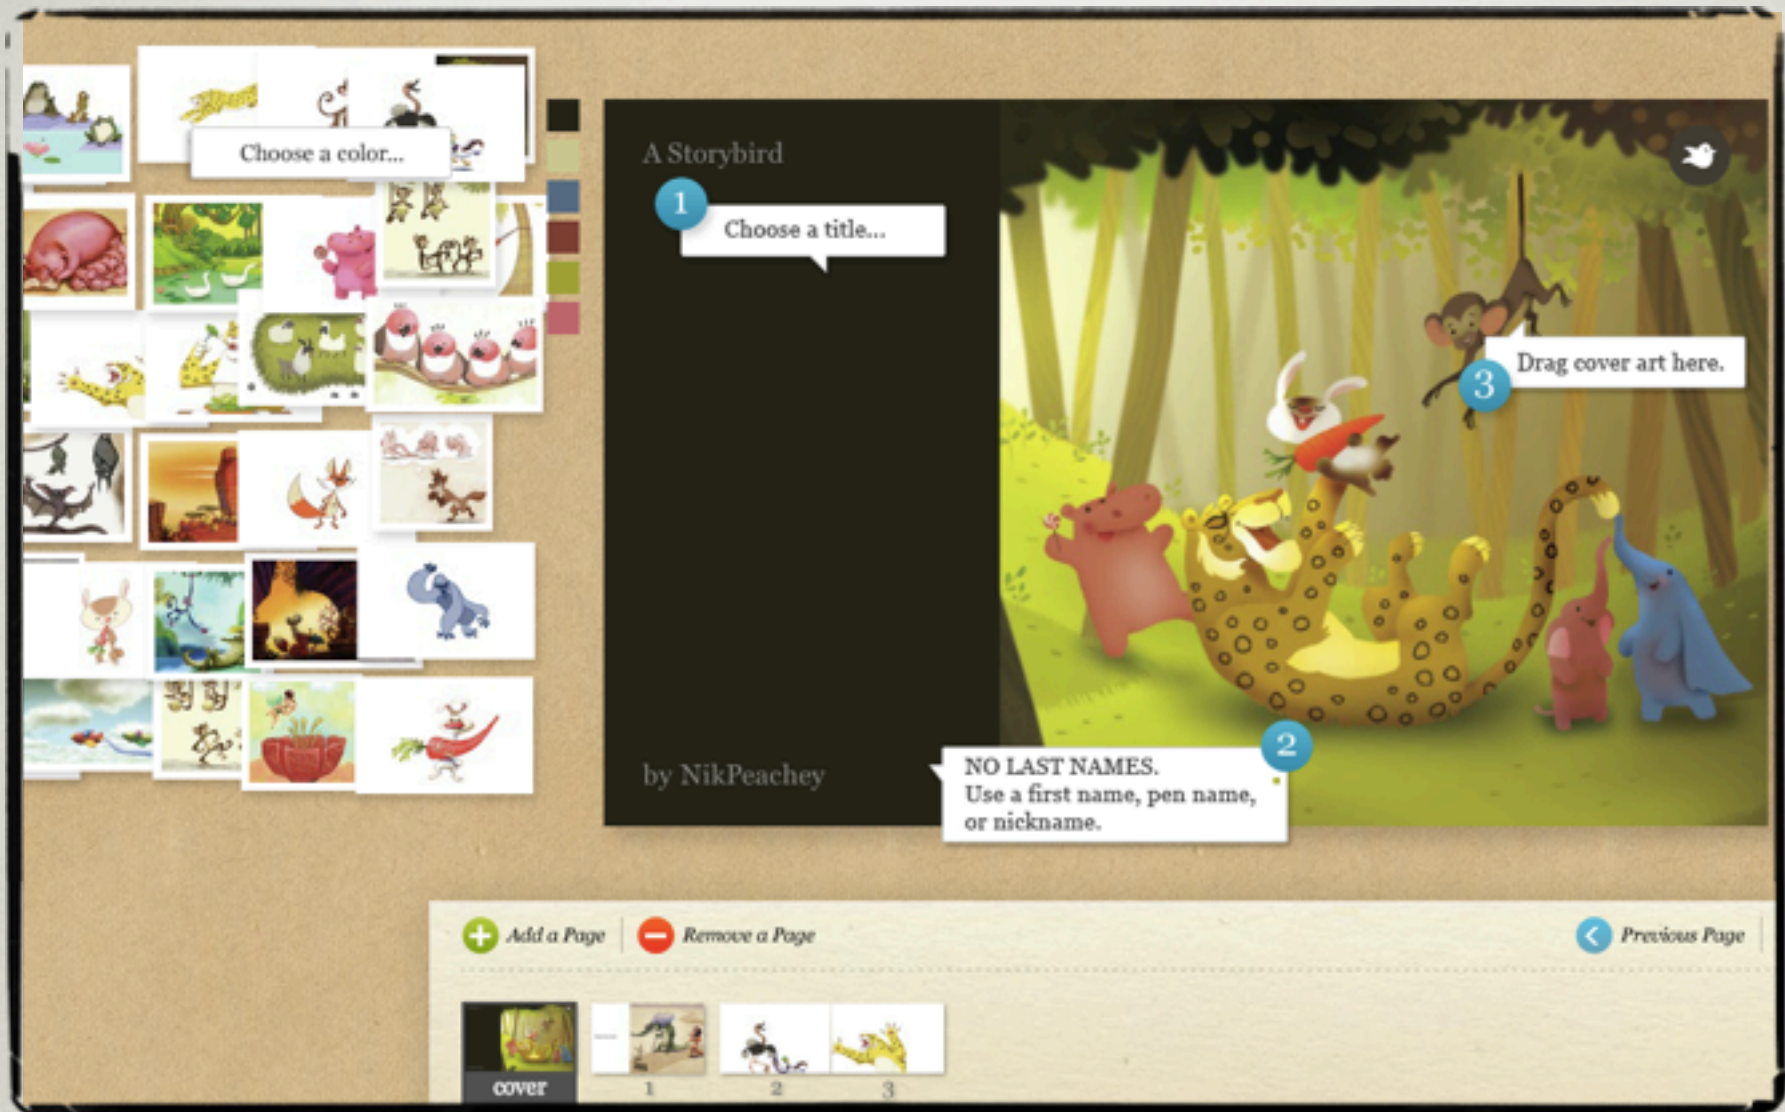 Choose a color...
A Storybird
1
Choose a title...
3
Drag cover art here.
2
NO LAST NAMES.
Use a first name, pen name,
or nickname.
by NikPeachey
Add a Page
Remove a Page
Previous Page
cover
1
2
3